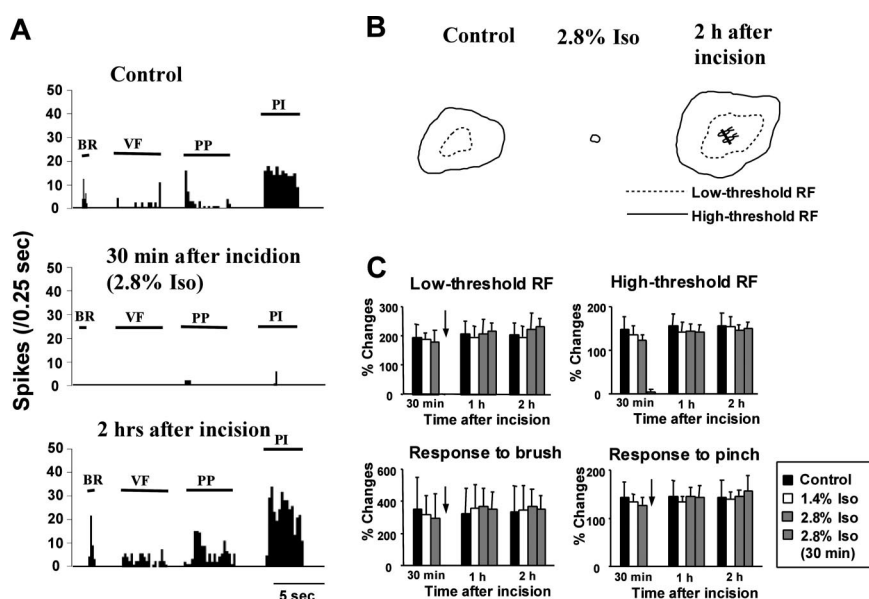 A
Control
50
40
30
20
10
0
BR
VF
PP
PI
30 min after incidion
(2.8% Iso)
50
40
30
20
10
0
BR
VF
PP
PI
2 hrs after incision
50
40
30
20
10
0
BR
VF
PP
PI
5 sec
Spikes (/0.25 sec)
B
Control
2.8% Iso
2 h after
incision
Low-threshold RF
High-threshold RF
C
Low-threshold RF
% Changes
300
200
100
0
30 min 1 h 2 h
Time after incision
High-threshold RF
% Changes
200
100
0
30 min 1 h 2 h
Time after incision
Response to brush
% Changes
600
400
200
0
30 min 1 h 2 h
Time after incision
Response to pinch
% Changes
200
100
0
30 min 1 h 2 h
Time after incision
Control
1.4% Iso
2.8% Iso
2.8% Iso
(30 min)